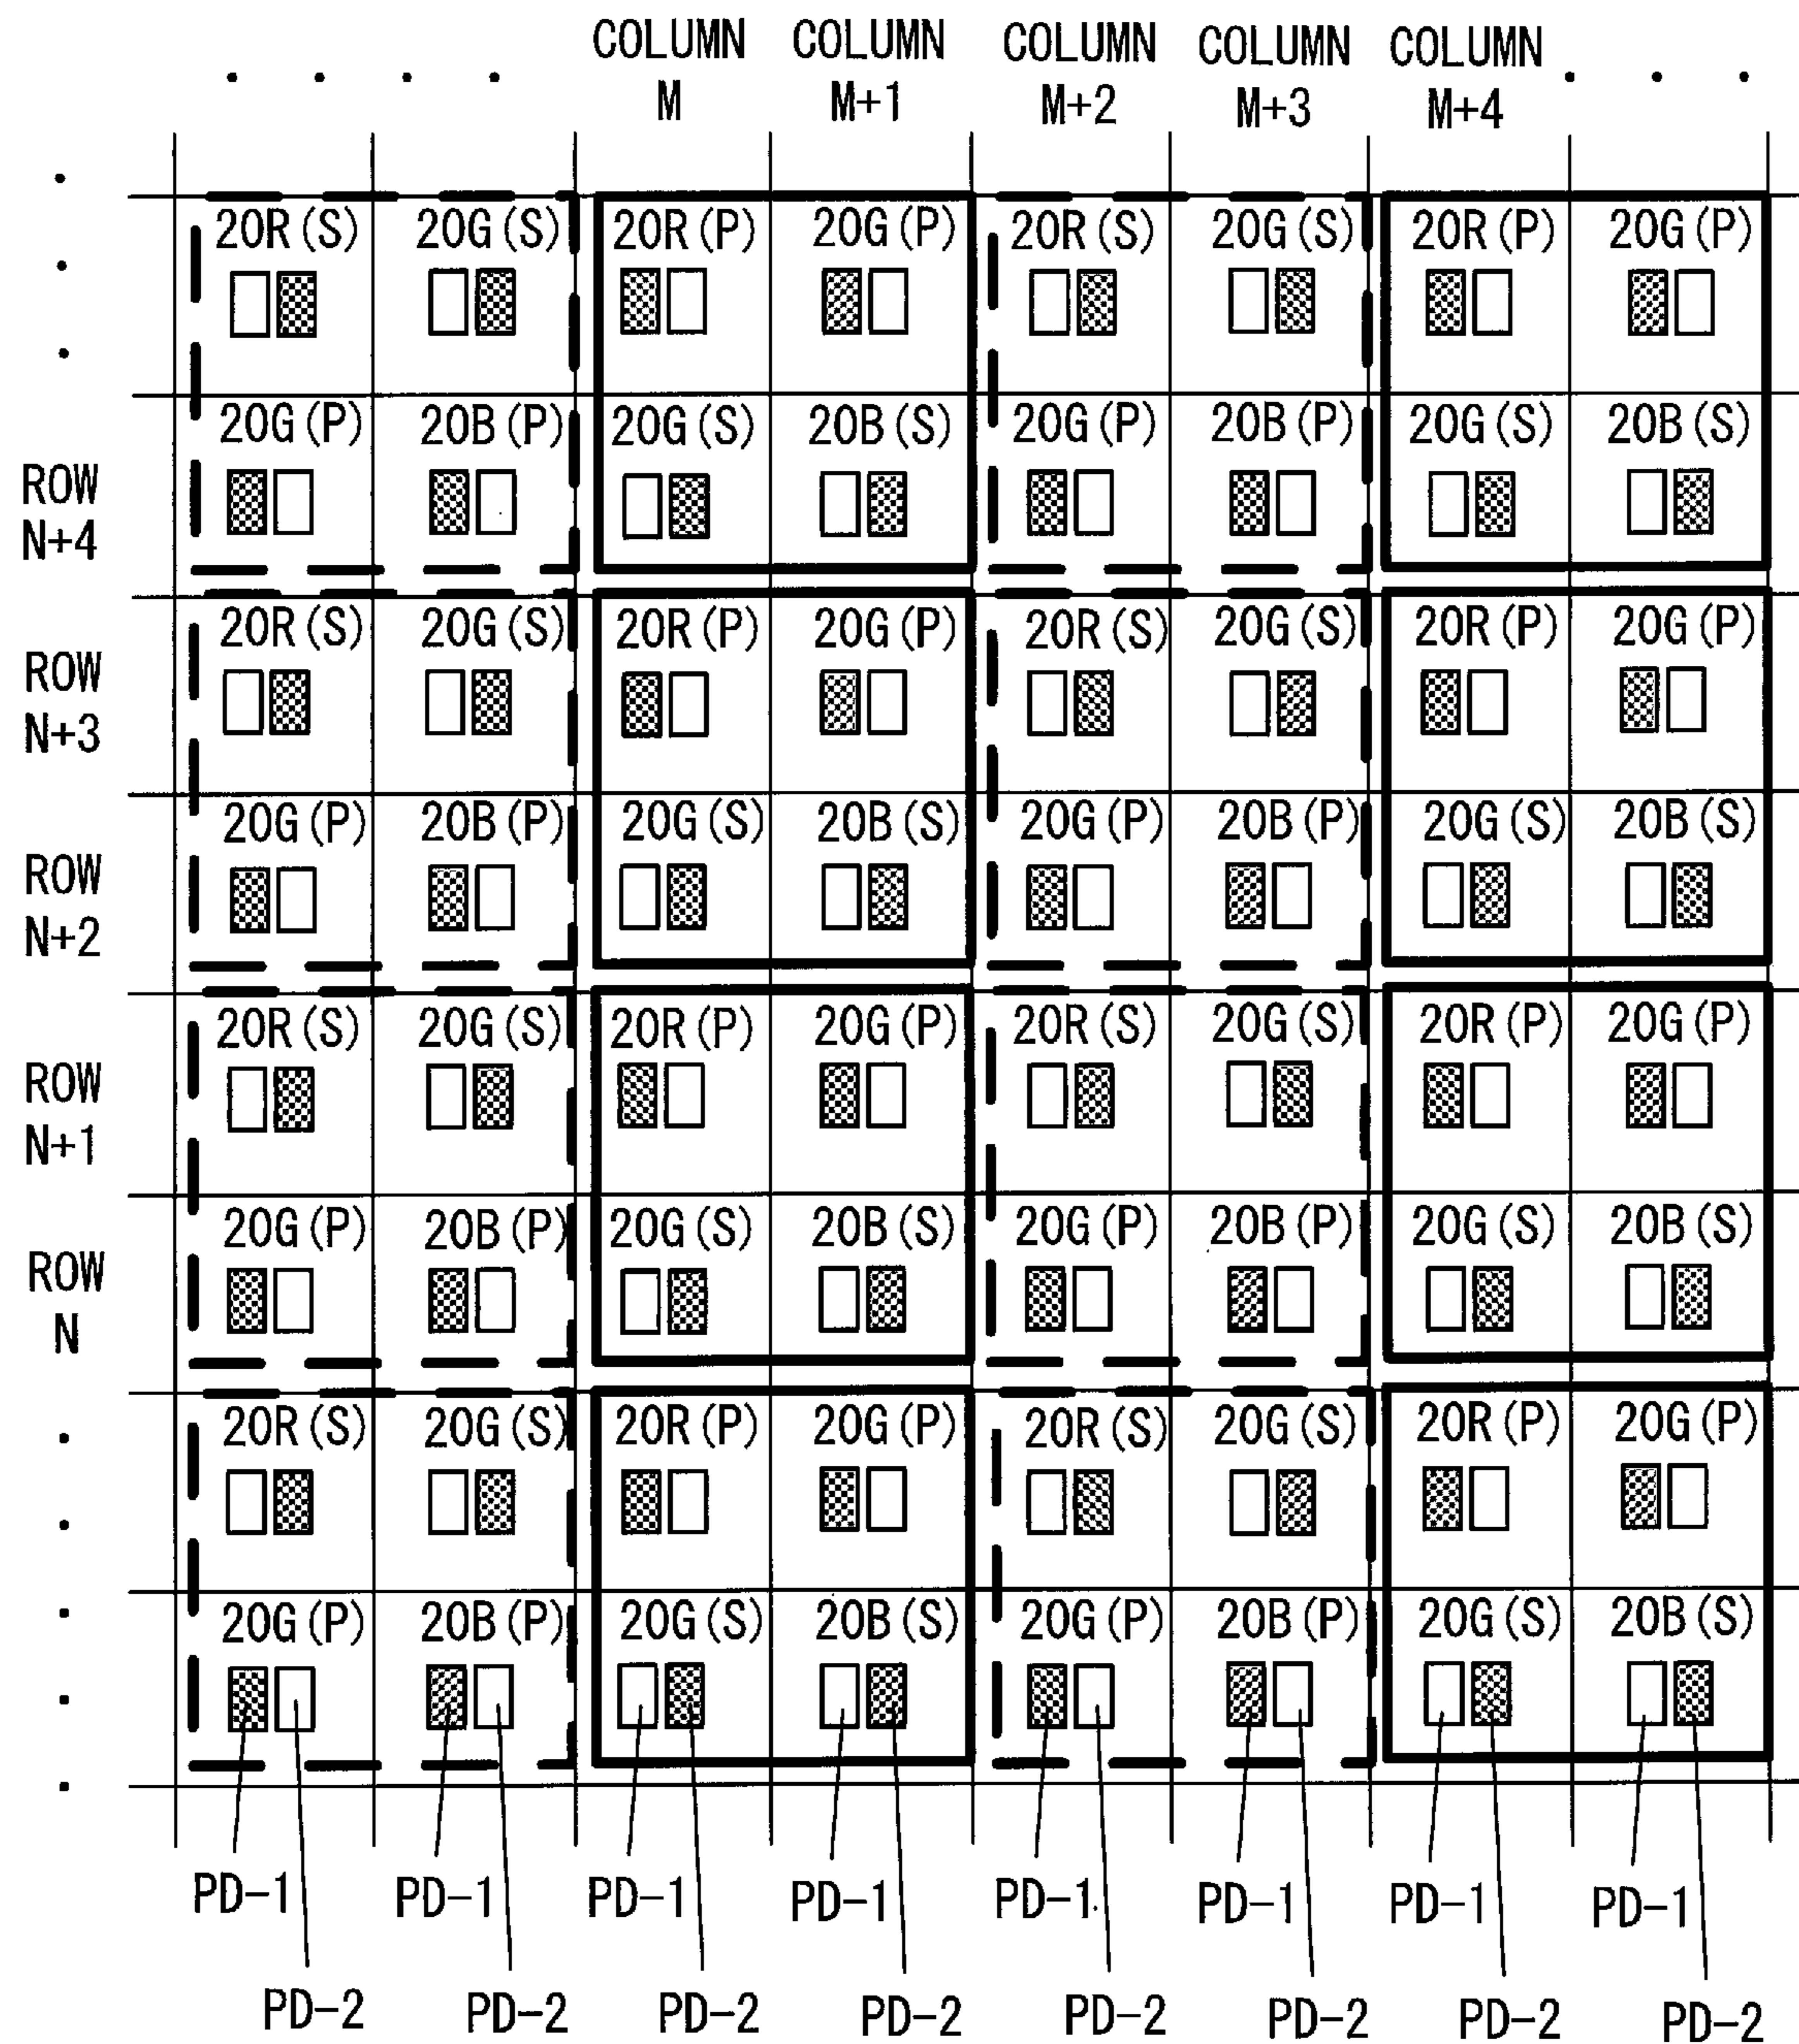 COLUMN M COLUMN M+1 COLUMN M+2 COLUMN M+3 COLUMN M+4
20R(S) 20G(S) 20R(P) 20G(P) 20R(S) 20G(S) 20R(P) 20G(P)
ROW N+4 20G(P) 20B(P) 20G(S) 20B(S) 20G(P) 20B(P) 20G(S) 20B(S)
ROW N+3 20R(S) 20G(S) 20R(P) 20G(P) 20R(S) 20G(S) 20R(P) 20G(P)
ROW N+2 20G(P) 20B(P) 20G(S) 20B(S) 20G(P) 20B(P) 20G(S) 20B(S)
ROW N+1 20R(S) 20G(S) 20R(P) 20G(P) 20R(S) 20G(S) 20R(P) 20G(P)
ROW N 20G(P) 20B(P) 20G(S) 20B(S) 20G(P) 20B(P) 20G(S) 20B(S)
20R(S) 20G(S) 20R(P) 20G(P) 20R(S) 20G(S) 20R(P) 20G(P)
20G(P) 20B(P) 20G(S) 20B(S) 20G(P) 20B(P) 20G(S) 20B(S)
PD-1 PD-1 PD-1 PD-1 PD-1 PD-1 PD-1 PD-1
PD-2 PD-2 PD-2 PD-2 PD-2 PD-2 PD-2 PD-2